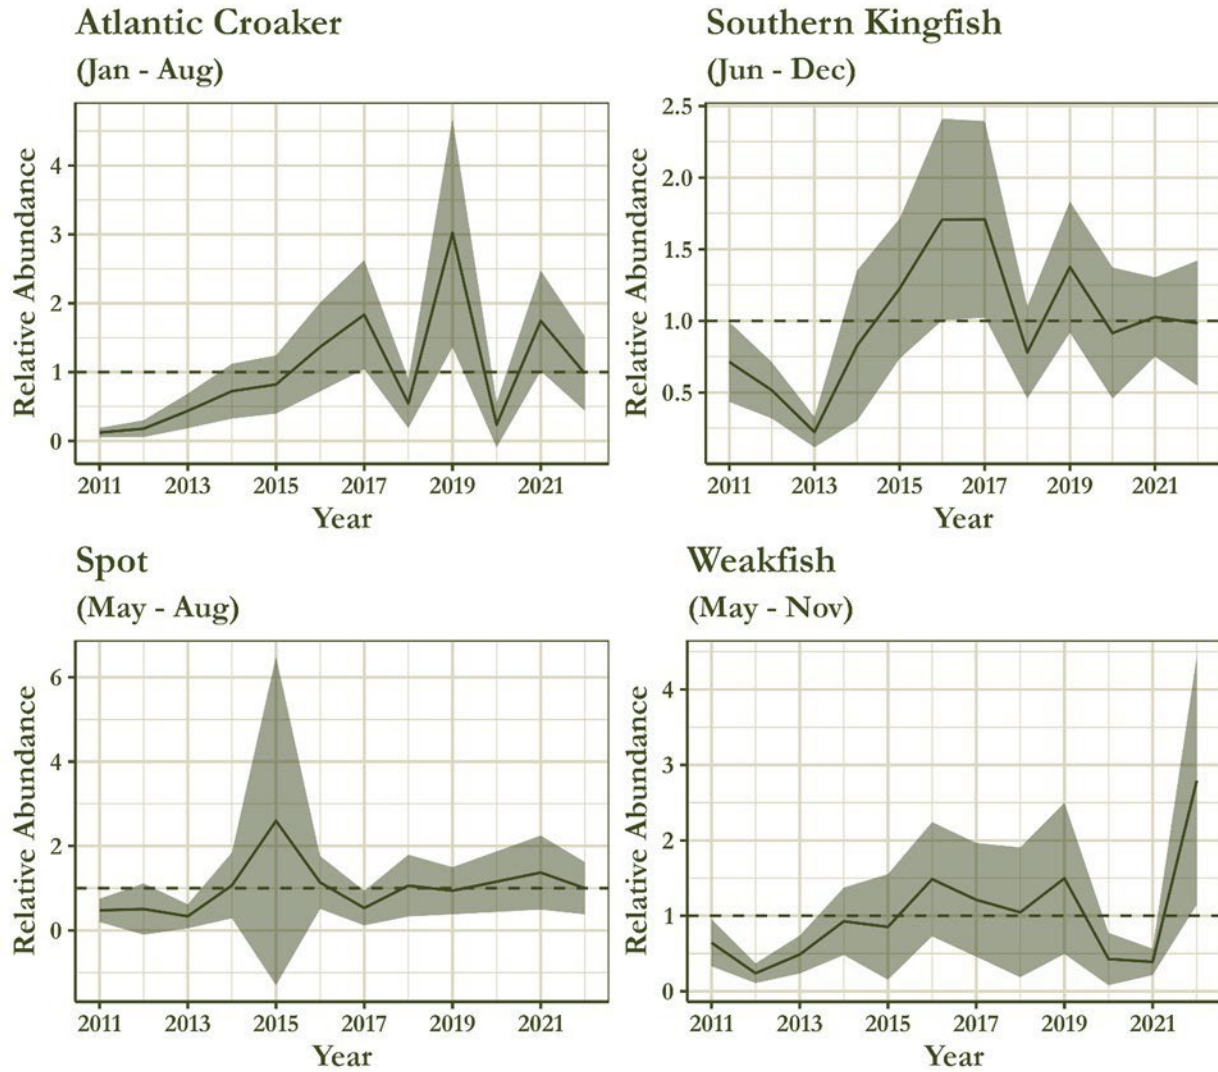 Atlantic Croaker
(Jan - Aug)
Relative Abundance
4
3
2
1
0
2011 2013 2015 2017 2019 2021
Year
Southern Kingfish
(Jun - Dec)
Relative Abundance
2.5
2.0
1.5
1.0
0.5
2011 2013 2015 2017 2019 2021
Year
Spot
(May - Aug)
Relative Abundance
6
4
2
0
2011 2013 2015 2017 2019 2021
Year
Weakfish
(May - Nov)
Relative Abundance
4
3
2
1
0
2011 2013 2015 2017 2019 2021
Year